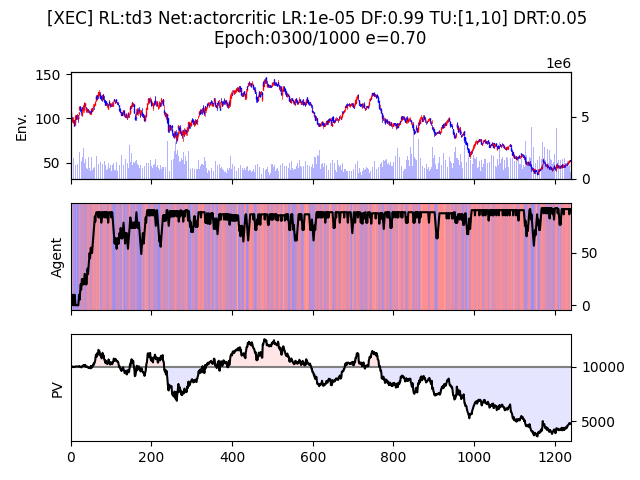 [XEC] RL:td3 Net:actorcritic LR:1e-05 DF:0.99 TU:[1,10] DRT:0.05
Epoch:0300/1000 e=0.70
1e6
150
100
50
Env.
5
0
Agent
50
0
PV
10000
5000
0 200 400 600 800 1000 1200